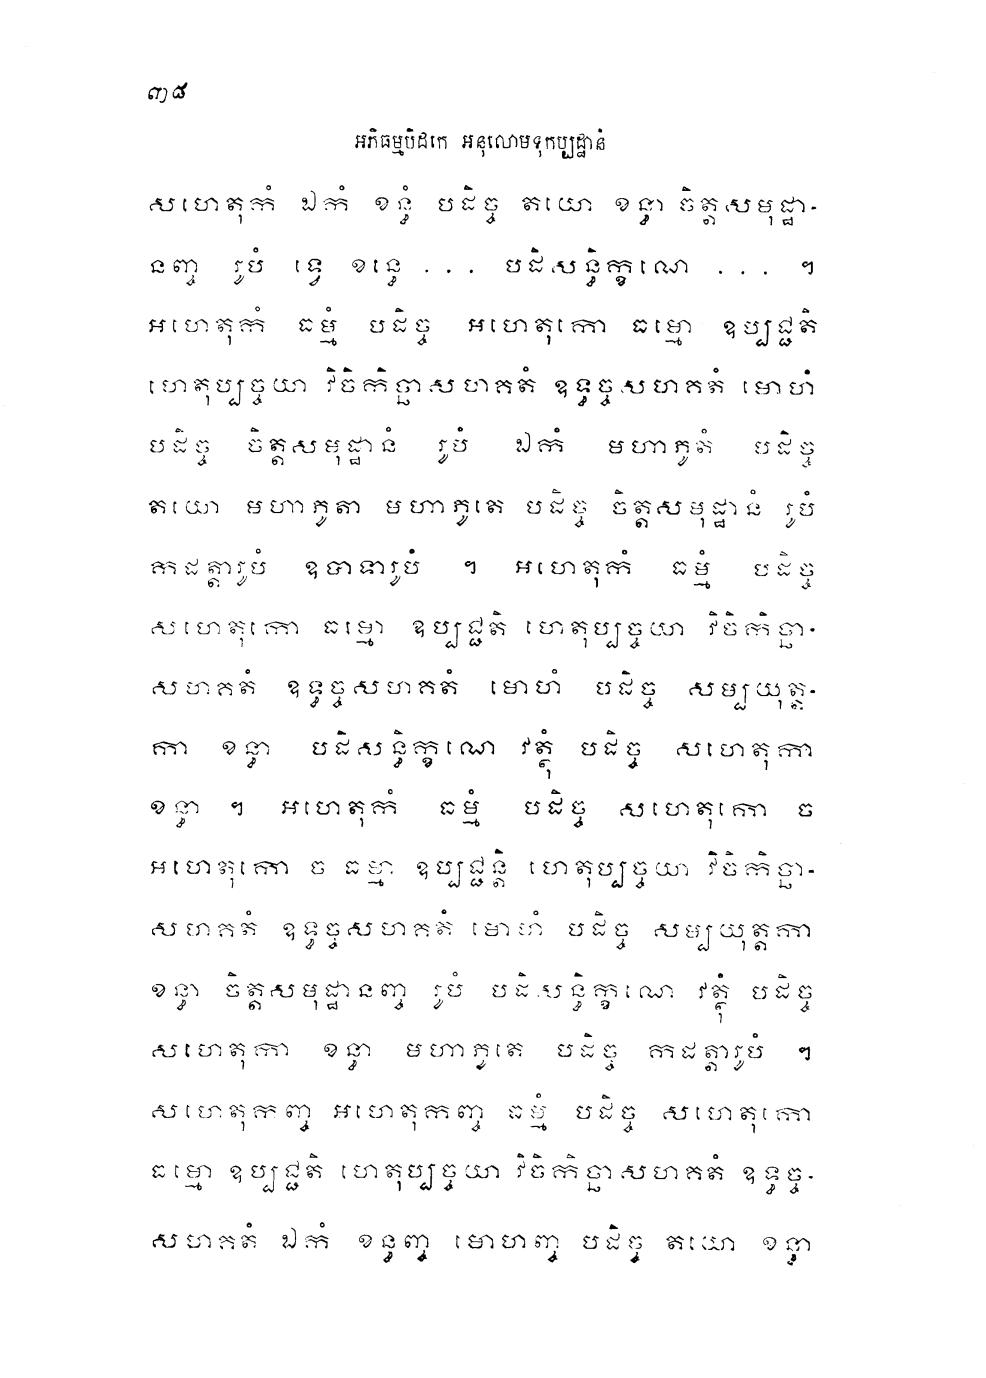 ៣៨
អភិធម្មបិដកេ អនុលោមទុកប្បដ្ឋានំ
សហេតុកំ ឯកំ ខន្ធំ បដិច្ច តយោ ខន្ធា ចិត្តសមុដ្ឋា-
នញ្ច រូបំ ទ្វេ ខន្ធេ ... បដិសន្ធិក្ខណេ ... ។
អហេតុកំ ធម្មំ បដិច្ច អហេតុកោ ធម្មោ ឧប្បជ្ជតិ
ហេតុប្បច្ចយា វិចិកិច្ឆាសហគតំ ឧទ្ធច្ចសហគតំ មោហំ
បដិច្ច ចិត្តសមុដ្ឋានំ រូបំ ឯកំ មហាភូតំ បដិច្ច
តយោ មហាភូតា មហាភូតេ បដិច្ច ចិត្តសមុដ្ឋានំ រូបំ
កដត្តារូបំ ឧបាទារូបំ ។ អហេតុកំ ធម្មំ បដិច្ច
សហេតុកោ ធម្មោ ឧប្បជ្ជតិ ហេតុប្បច្ចយា វិចិកិច្ឆា-
សហគតំ ឧទ្ធច្ចសហគតំ មោហំ បដិច្ច សម្បយុត្ត-
កា ខន្ធា បដិសន្ធិក្ខណេ វត្ថុំ បដិច្ច សហេតុកា
ខន្ធា ។ អហេតុកំ ធម្មំ បដិច្ច សហេតុកោ ច
អហេតុកោ ច ធម្មា ឧប្បជ្ជន្តិ ហេតុប្បច្ចយា វិចិកិច្ឆា-
សហគតំ ឧទ្ធច្ចសហគតំ មោហំ បដិច្ច សម្បយុត្តកា
ខន្ធា ចិត្តសមុដ្ឋានញ្ច រូបំ បដិសន្ធិក្ខណេ វត្ថុំ បដិច្ច
សហេតុកា ខន្ធា មហាភូតេ បដិច្ច កដត្តារូបំ ។
សហេតុកញ្ច អហេតុកញ្ច ធម្មំ បដិច្ច សហេតុកោ
ធម្មោ ឧប្បជ្ជតិ ហេតុប្បច្ចយា វិចិកិច្ឆាសហគតំ ឧទ្ធច្ច-
សហគតំ ឯកំ ខន្ធញ្ច មោហញ្ច បដិច្ច តយោ ខន្ធា